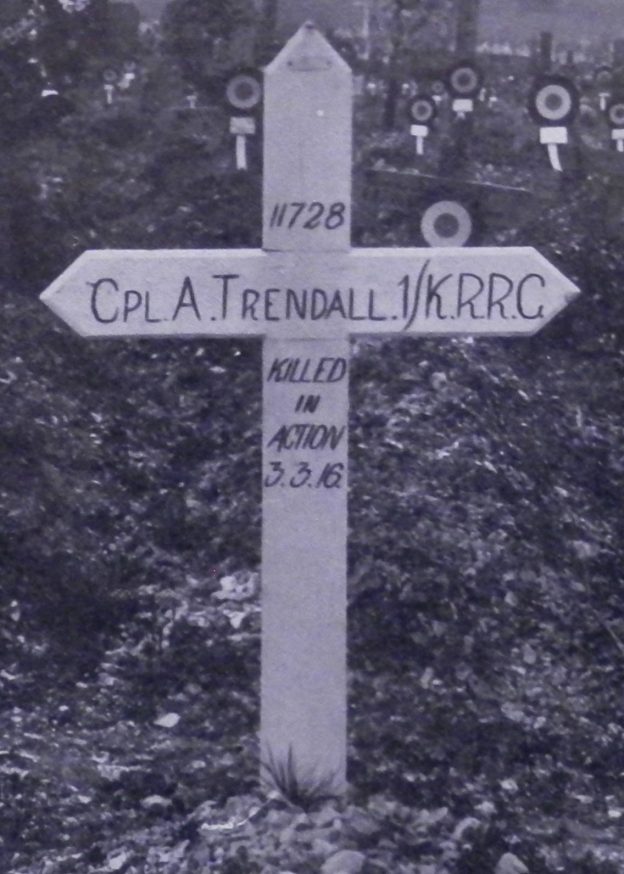 11728
CPL. A. TRENDALL. 1/K.R.R.C
KILLED
IN
ACTION
3.3.16.